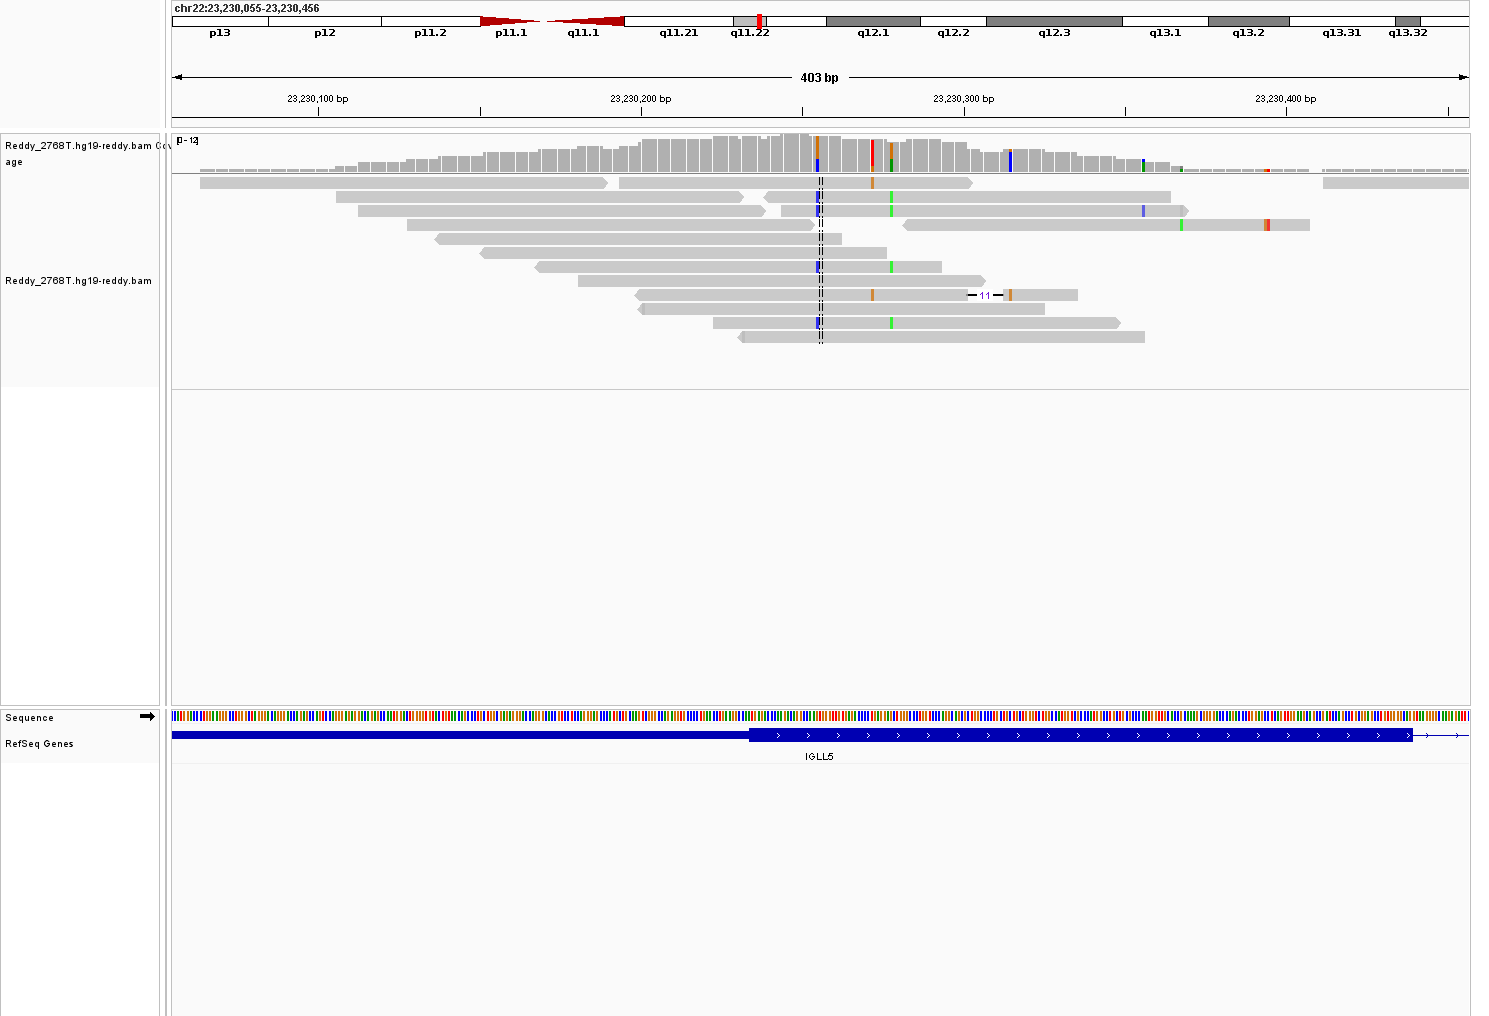 chr22:23,230,055-23,230,456
p13 p12 p11.2 p11.1 q11.1 q11.21 q11.22 q12.1 q12.2 q12.3 q13.1 q13.2 q13.31 q13.32
403 bp
23,230,100 bp 23,230,200 bp 23,230,300 bp 23,230,400 bp
Reddy_2768T.hg19-reddy.bam Cov
age
[0 - 12]
Reddy_2768T.hg19-reddy.bam
11
Sequence
RefSeq Genes
IGLL5